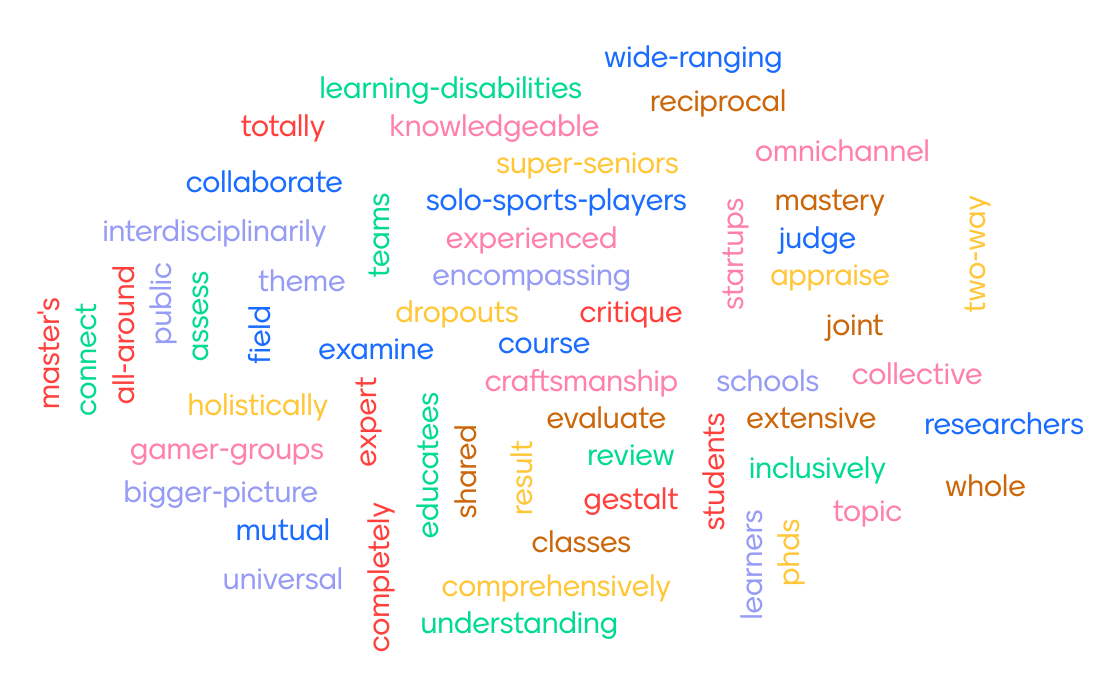 wide-ranging
learning-disabilities
reciprocal
totally
knowledgeable
omnichannel
super-seniors
collaborate
teams
solo-sports-players
startups
mastery
two-way
interdisciplinarily
experienced
judge
master's
connect
all-around
public
assess
theme
field
encompassing
appraise
dropouts
critique
joint
examine
course
craftsmanship
schools
collective
holistically
expert
educatees
shared
result
evaluate
students
extensive
researchers
gamer-groups
review
inclusively
bigger-picture
gestalt
whole
mutual
completely
classes
learners
phds
topic
universal
comprehensively
understanding